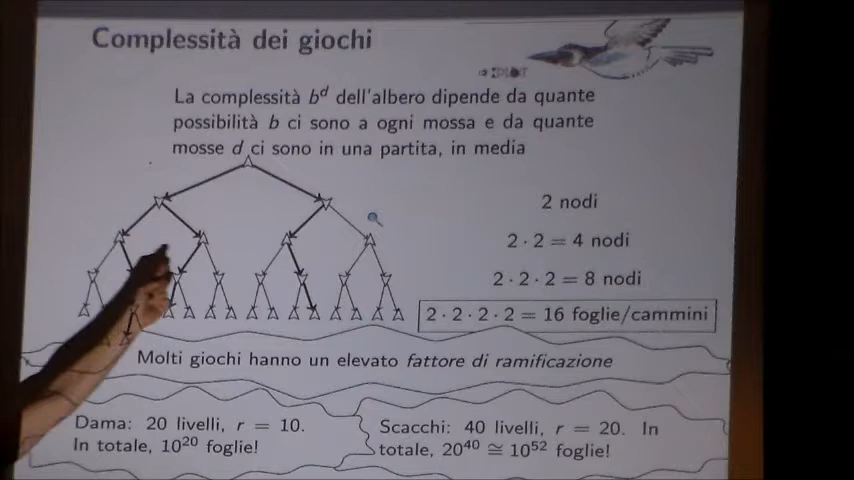 Complessità dei giochi
La complessità b^d dell'albero dipende da quante
possibilità b ci sono a ogni mossa e da quante
mosse d ci sono in una partita, in media
2 nodi
2 · 2 = 4 nodi
2 · 2 · 2 = 8 nodi
2 · 2 · 2 · 2 = 16 foglie/cammini
Molti giochi hanno un elevato fattore di ramificazione
Dama: 20 livelli, r = 10.
In totale, 10^20 foglie!
Scacchi: 40 livelli, r = 20. In
totale, 20^40 ≅ 10^52 foglie!